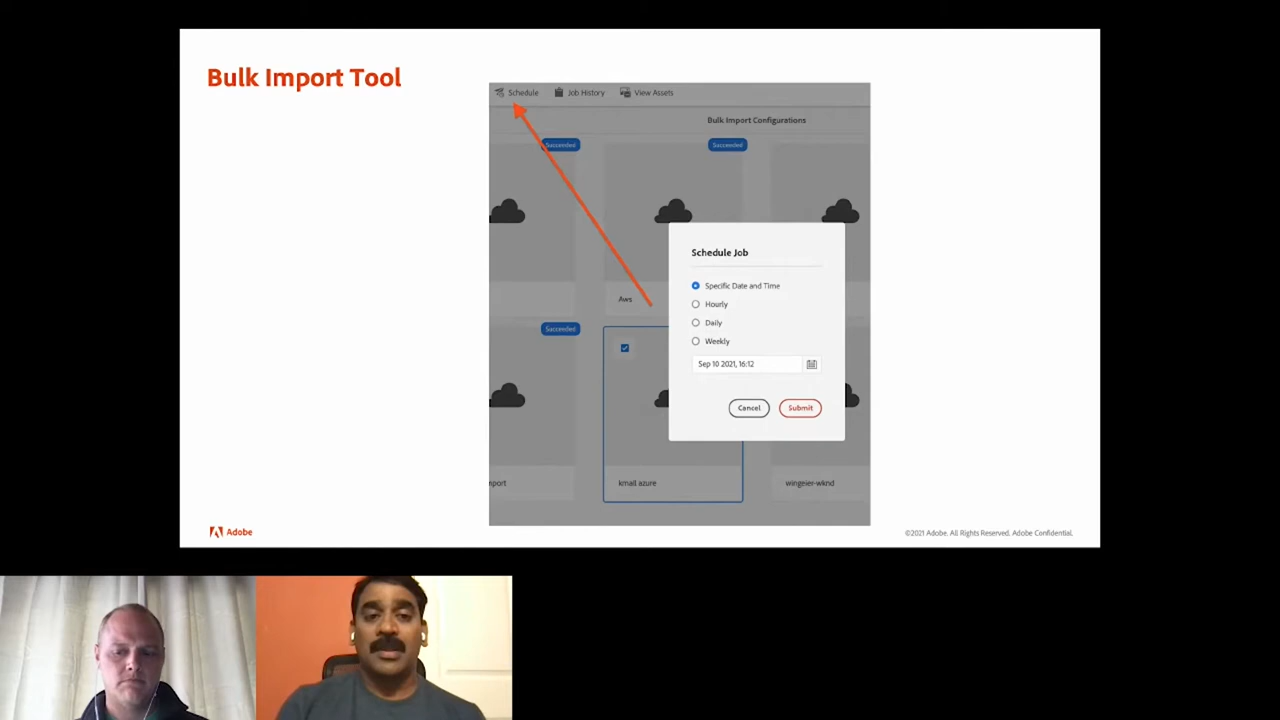 Bulk Import Tool
Schedule Job History View Assets
Bulk Import Configurations
Succeeded Succeeded
Aws
Succeeded
Schedule Job
Specific Date and Time
Hourly
Daily
Weekly
Sep 10 2021, 16:12
Cancel Submit
mport kmall azure wingeier-wknd
Adobe
©2021 Adobe. All Rights Reserved. Adobe Confidential.